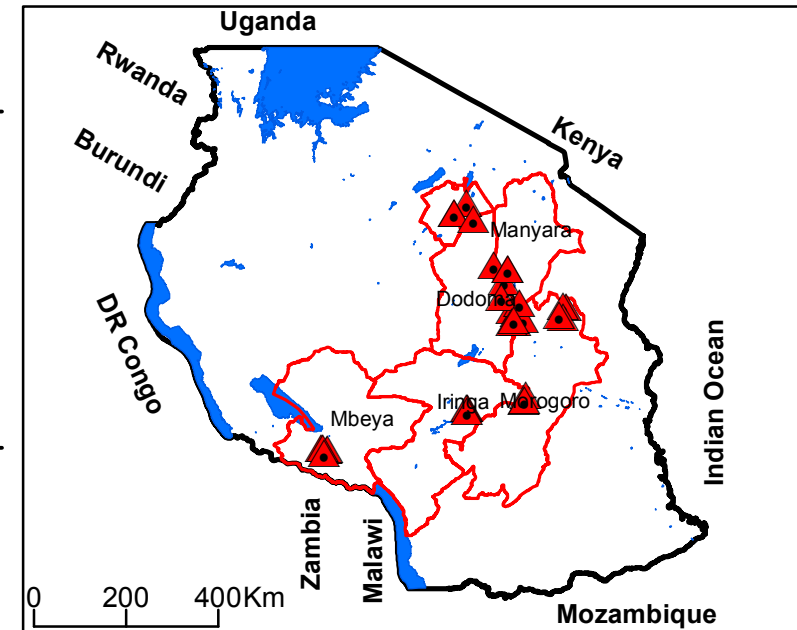 Uganda
Rwanda
Kenya
Burundi
Manyara
DR Congo
Dodoma
Indian Ocean
Iringa
Morogoro
Mbeya
Zambia
Malawi
0 200 400Km
Mozambique